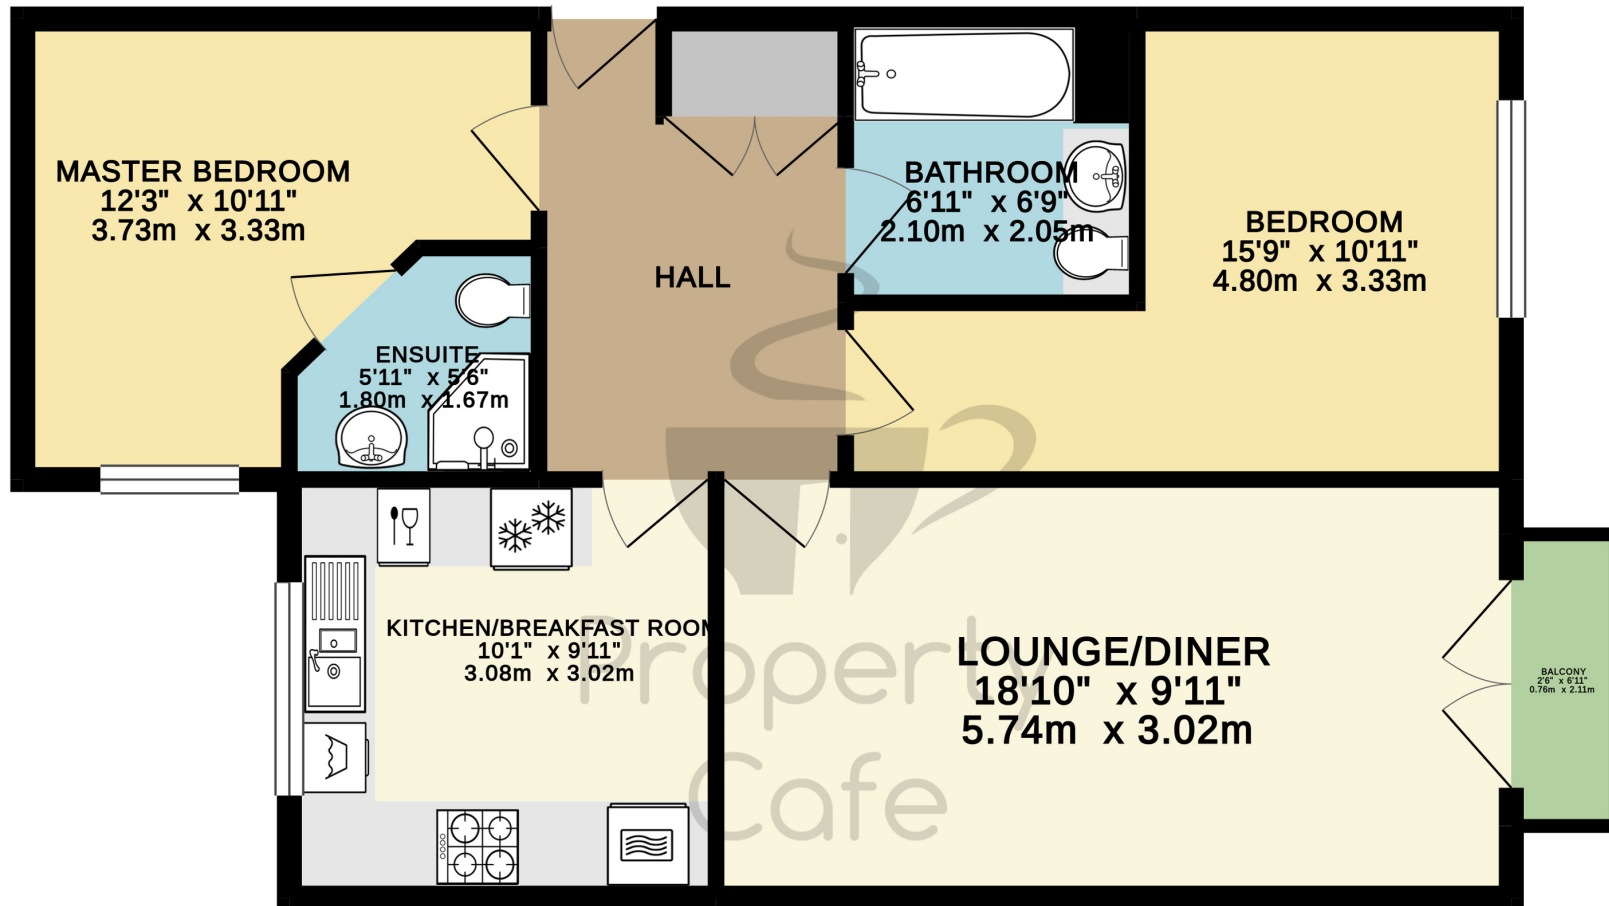 MASTER BEDROOM
12'3" x 10'11"
3.73m x 3.33m
BATHROOM
6'11" x 6'9"
2.10m x 2.05m
BEDROOM
15'9" x 10'11"
4.80m x 3.33m
HALL
ENSUITE
5'11" x 5'6"
1.80m x 1.67m
KITCHEN/BREAKFAST ROOM
10'1" x 9'11"
3.08m x 3.02m
LOUNGE/DINER
18'10" x 9'11"
5.74m x 3.02m
BALCONY
2'6" x 6'11"
0.76m x 2.11m
Property
Cafe